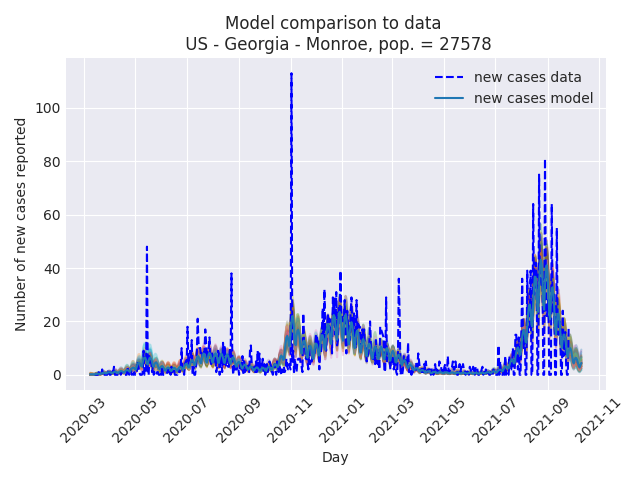 Model comparison to data
US - Georgia - Monroe, pop. = 27578
new cases data
new cases model
Number of new cases reported
100
80
60
40
20
0
2020-03
2020-05
2020-07
2020-09
2020-11
2021-01
2021-03
2021-05
2021-07
2021-09
2021-11
Day